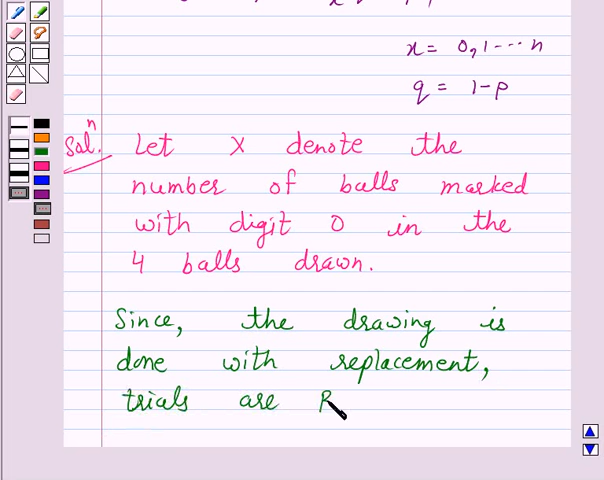 x = 0, 1 --- n
q = 1-p
Solⁿ. Let X denote the
number of balls marked
with digit 0 in the
4 balls drawn.
Since, the drawing is
done with replacement,
trials are B